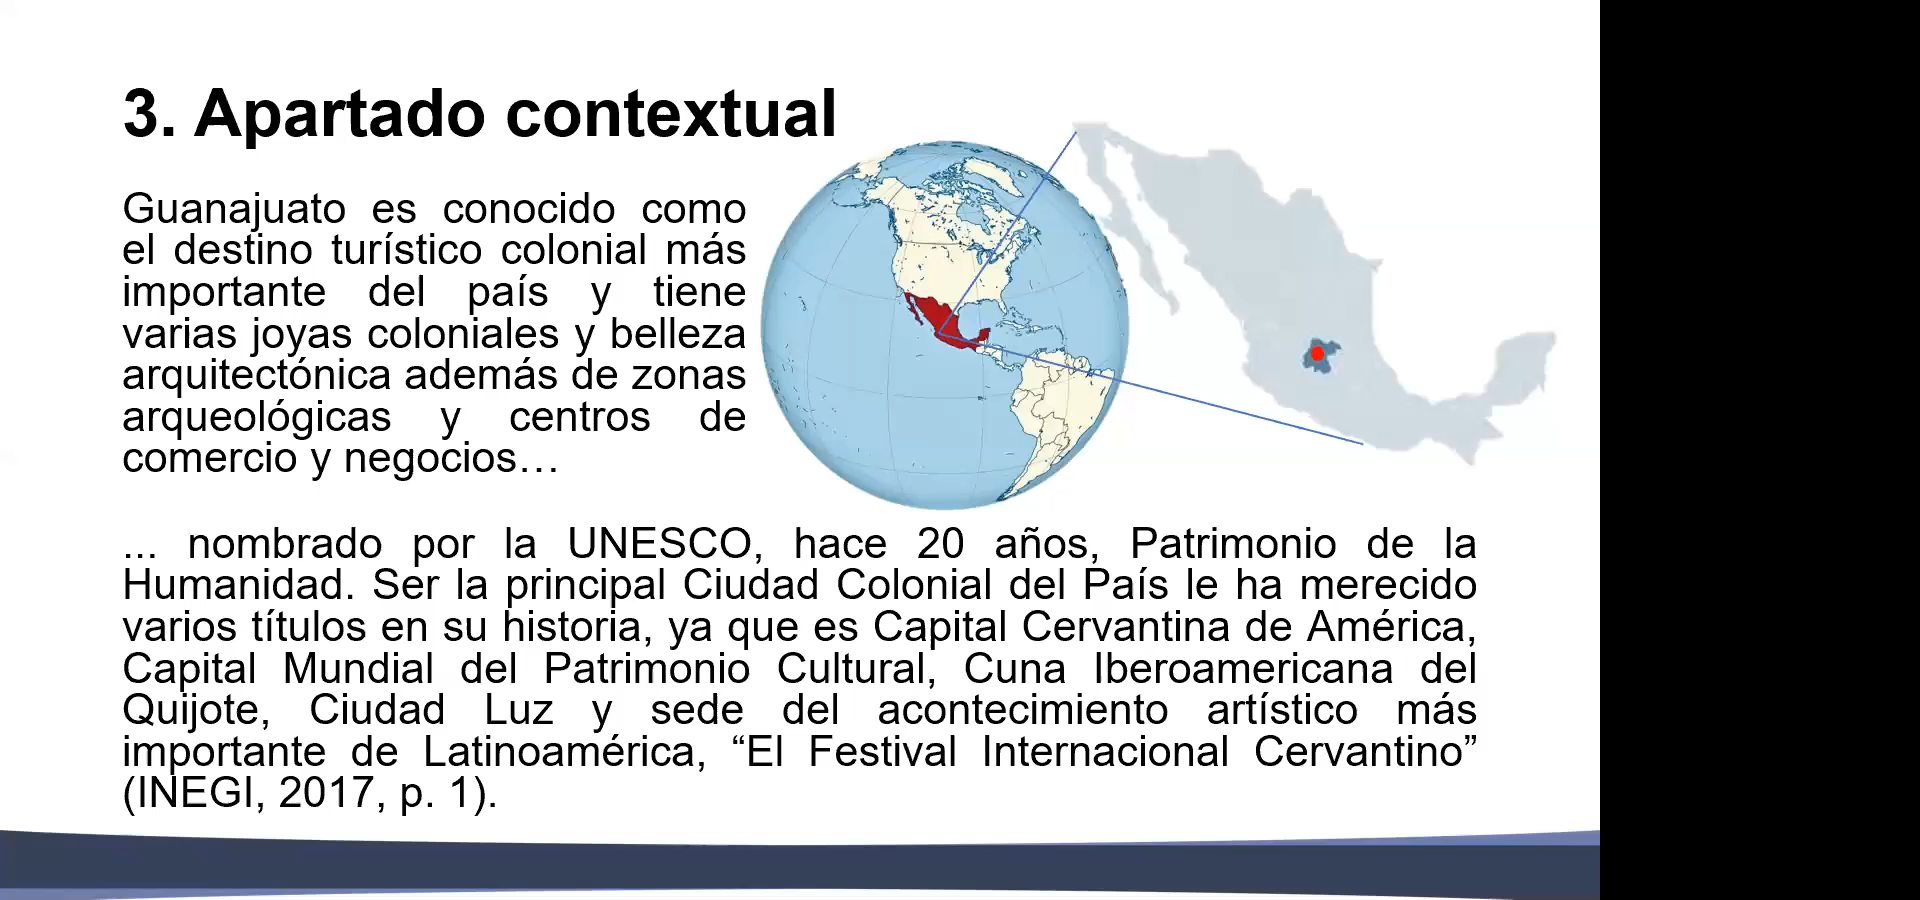 3. Apartado contextual
Guanajuato es conocido como
el destino turístico colonial más
importante del país y tiene
varias joyas coloniales y belleza
arquitectónica además de zonas
arqueológicas y centros de
comercio y negocios…
... nombrado por la UNESCO, hace 20 años, Patrimonio de la
Humanidad. Ser la principal Ciudad Colonial del País le ha merecido
varios títulos en su historia, ya que es Capital Cervantina de América,
Capital Mundial del Patrimonio Cultural, Cuna Iberoamericana del
Quijote, Ciudad Luz y sede del acontecimiento artístico más
importante de Latinoamérica, “El Festival Internacional Cervantino”
(INEGI, 2017, p. 1).